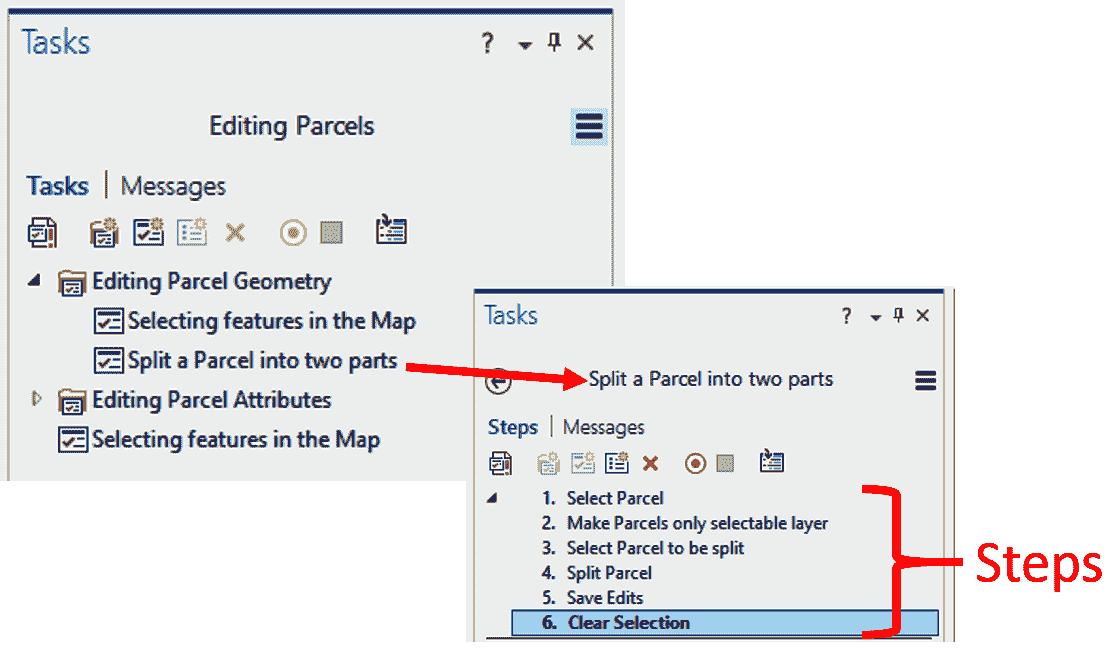 Tasks
?
Editing Parcels
Tasks | Messages
Editing Parcel Geometry
Selecting features in the Map
Split a Parcel into two parts
Editing Parcel Attributes
Selecting features in the Map
Tasks
?
Split a Parcel into two parts
Steps | Messages
1. Select Parcel
2. Make Parcels only selectable layer
3. Select Parcel to be split
4. Split Parcel
5. Save Edits
6. Clear Selection
Steps